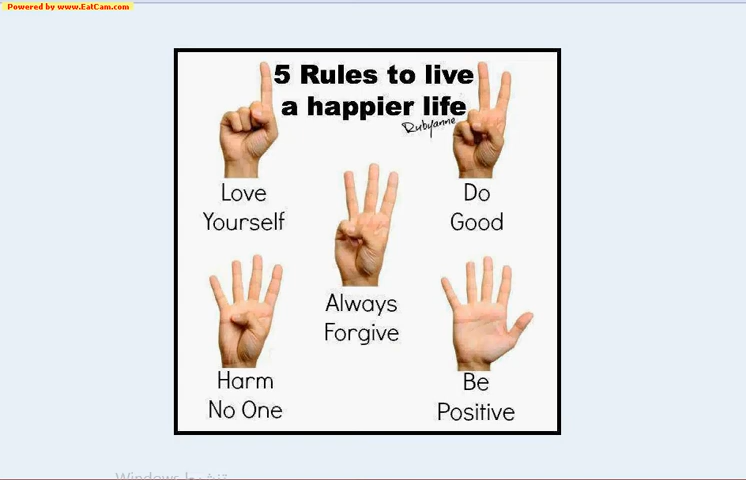 Powered by www.EatCam.com
5 Rules to live
a happier life
Rubyanne
Love
Yourself
Do
Good
Always
Forgive
Harm
No One
Be
Positive
Windows